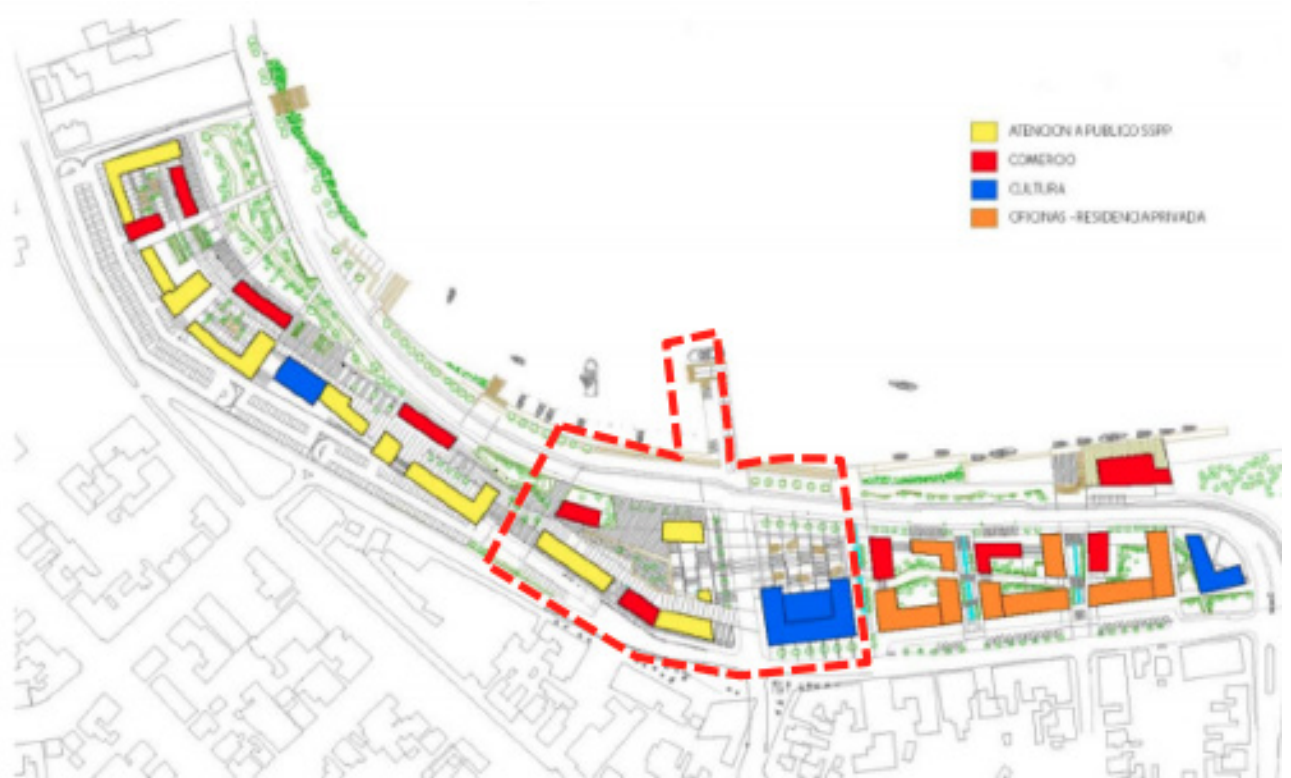 ATENCION A PUBLICO SSPP
COMERCIO
CULTURA
OFICINAS - RESIDENCIA PRIVADA